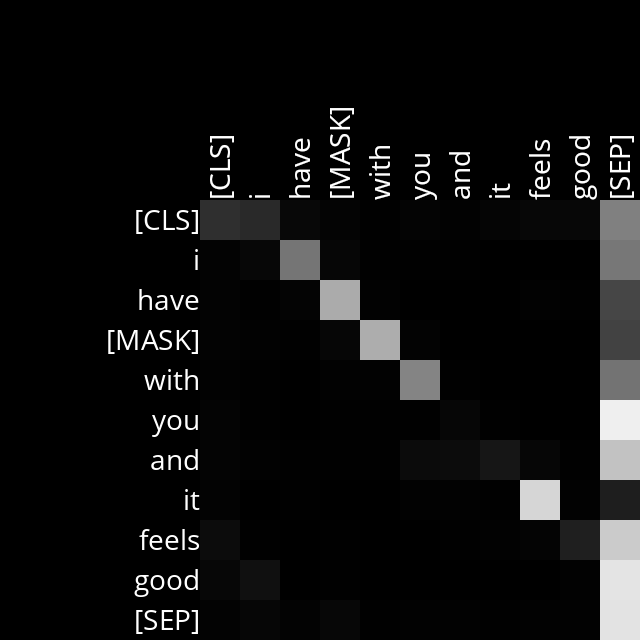 [CLS]
i
have
[MASK]
with
you
and
it
feels
good
[SEP]
[CLS]
i
have
[MASK]
with
you
and
it
feels
good
[SEP]